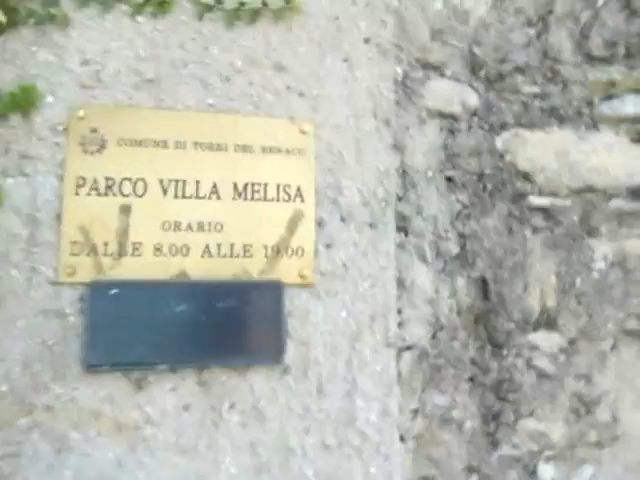 COMUNE DI TORRI DEL BENACO
PARCO VILLA MELISA
ORARIO
DALLE 8.00 ALLE 19.00